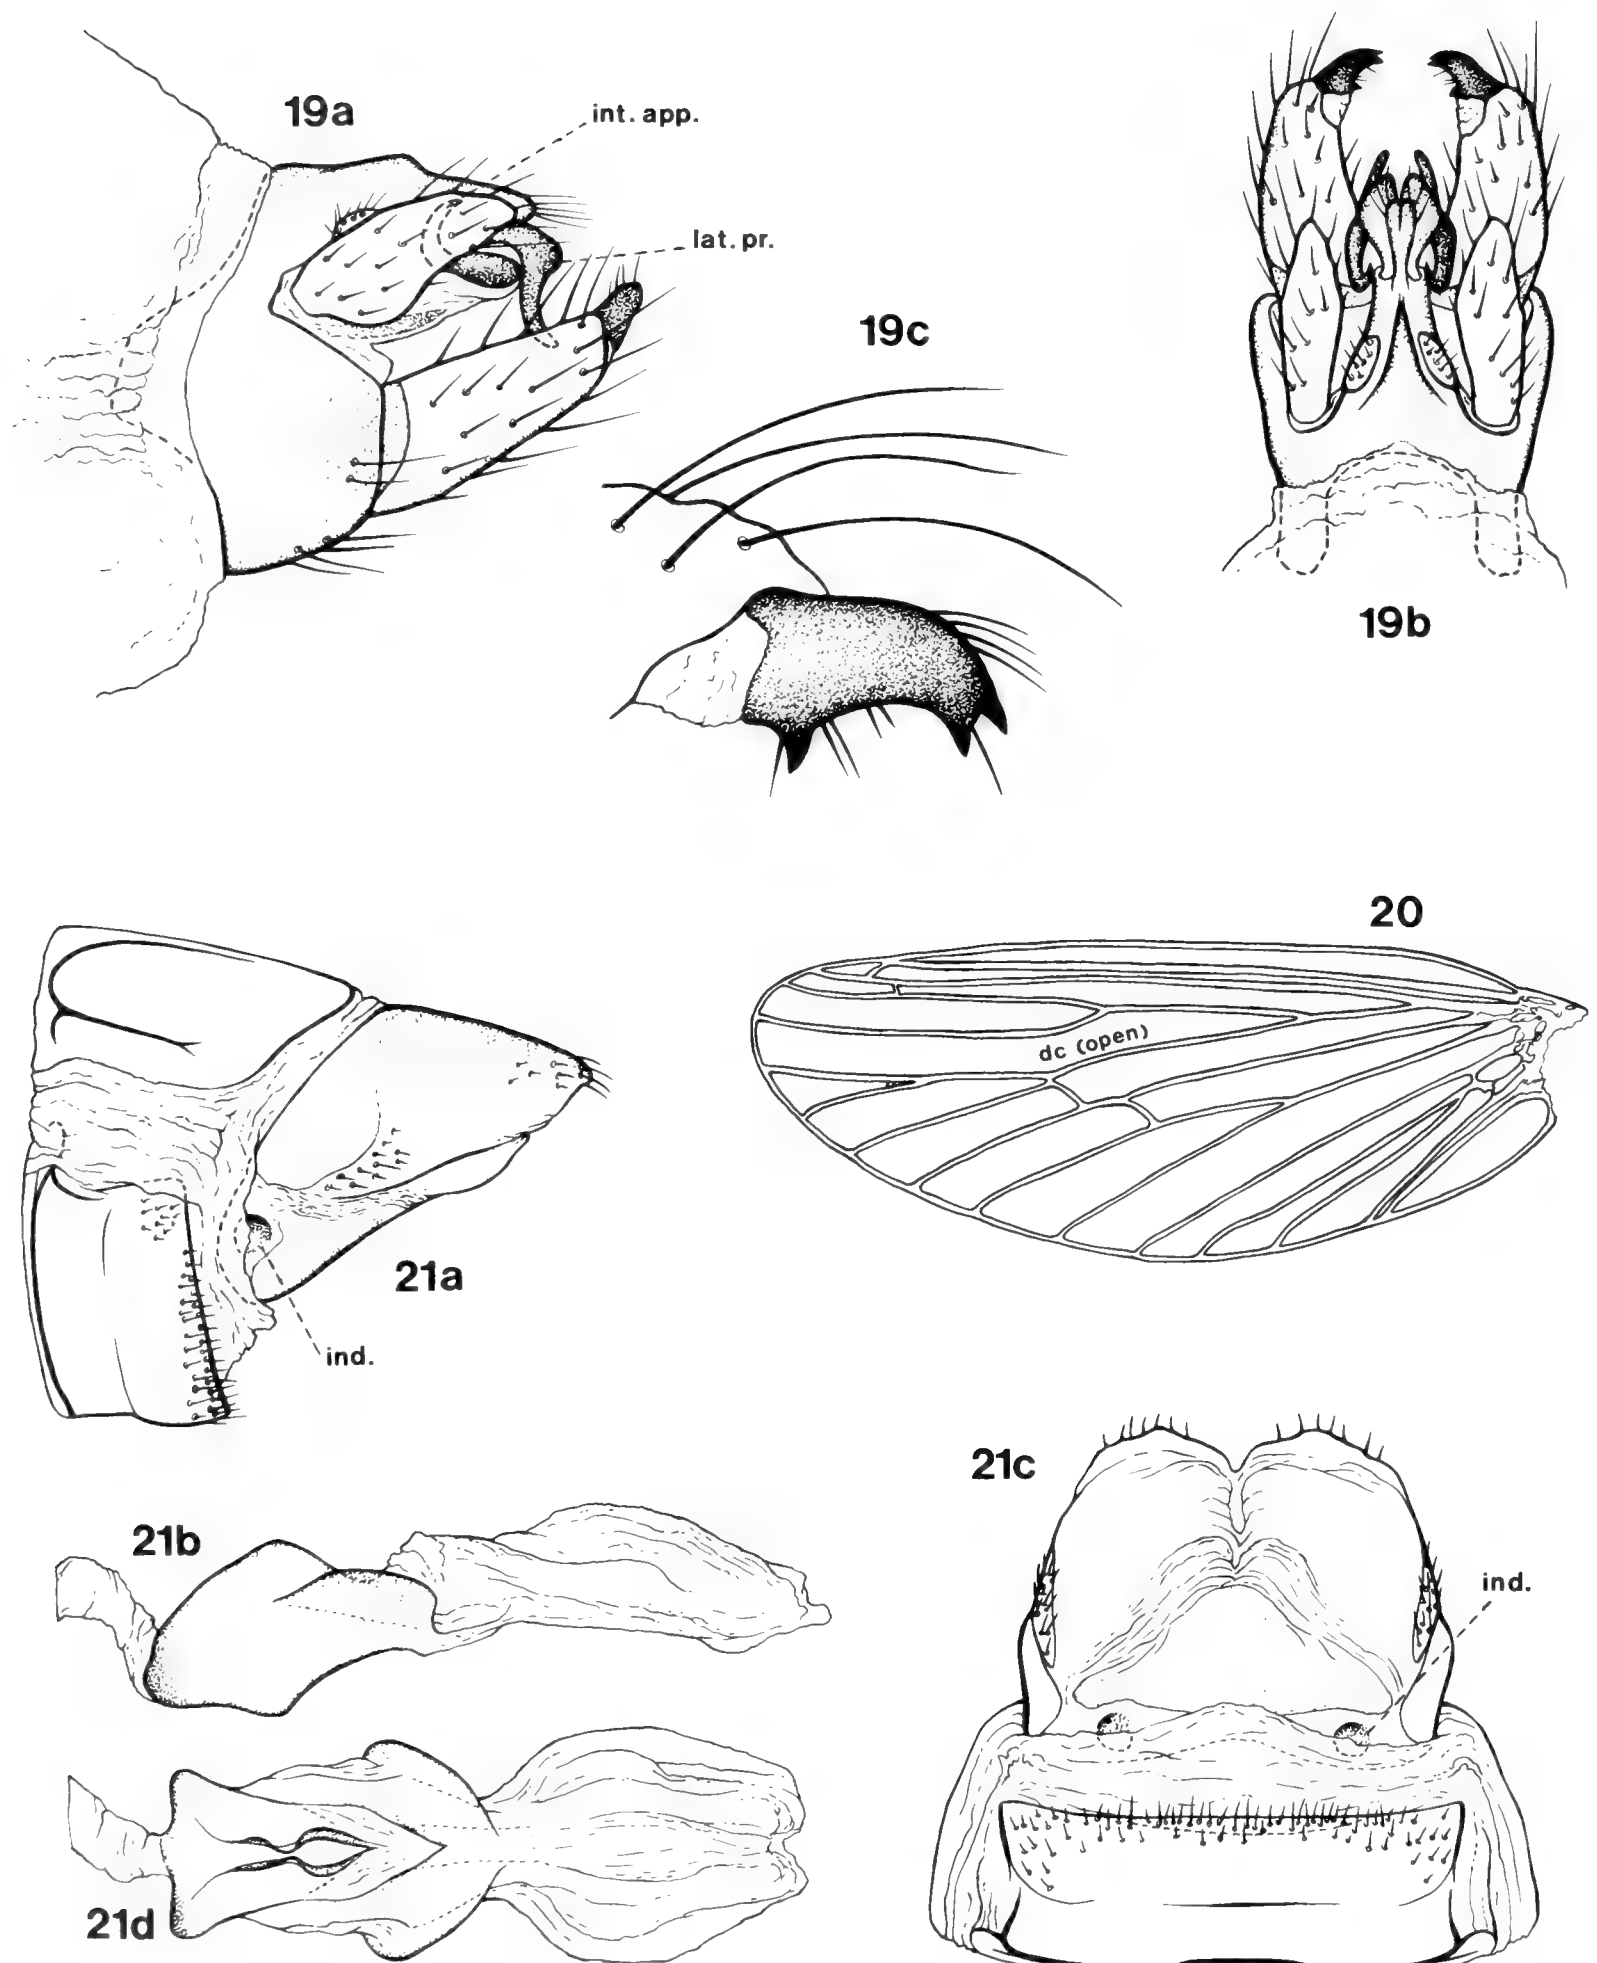 19a
int. app.
lat. pr.
19c
19b
20
dc (open)
21a
ind.
21c
21b
ind.
21d